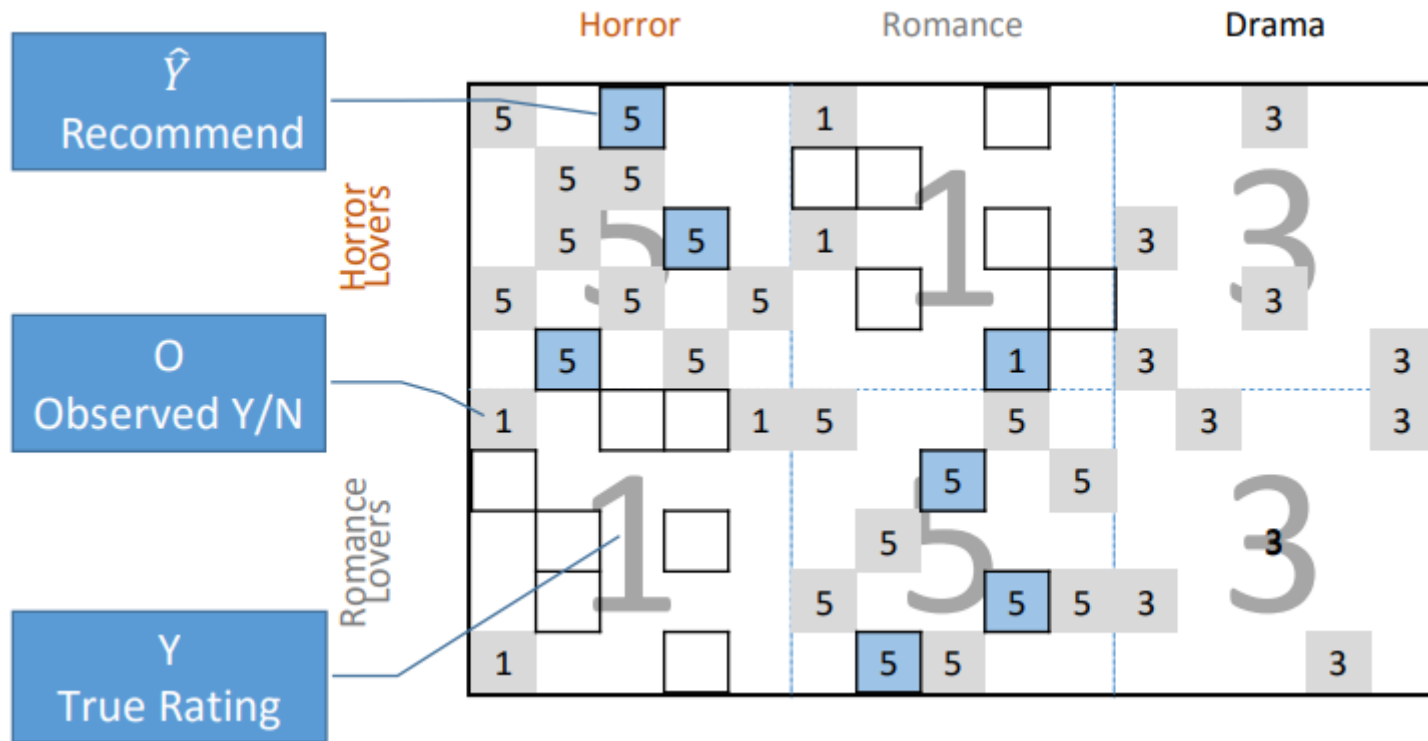 Horror Romance Drama
Ŷ
Recommend
Horror
Lovers
O
Observed Y/N
Romance
Lovers
Y
True Rating
5 5 1 3
5 5
5 5 1 3
5 5 5 3
5 5 1 3 3
1 1 5 5 3 3
5 5
5 3
5 5 5 3
1 5 5 3
5 1 3
1 5 3